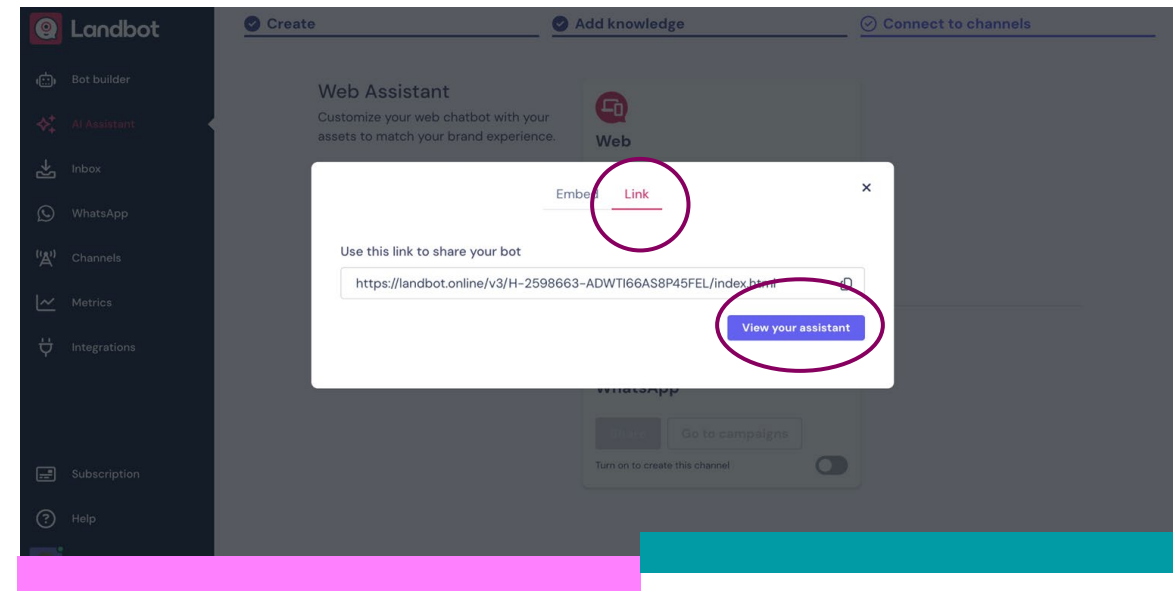 Landbot
Create
Add knowledge
Connect to channels
Bot builder
AI Assistant
Inbox
WhatsApp
Channels
Metrics
Integrations
Subscription
Help
Web Assistant
Customize your web chatbot with your
assets to match your brand experience.
Web
Embed Link
Use this link to share your bot
https://landbot.online/v3/H-2598663-ADWTI66AS8P45FEL/index.html
View your assistant
WhatsApp
Go to campaigns
Turn on to create this channel